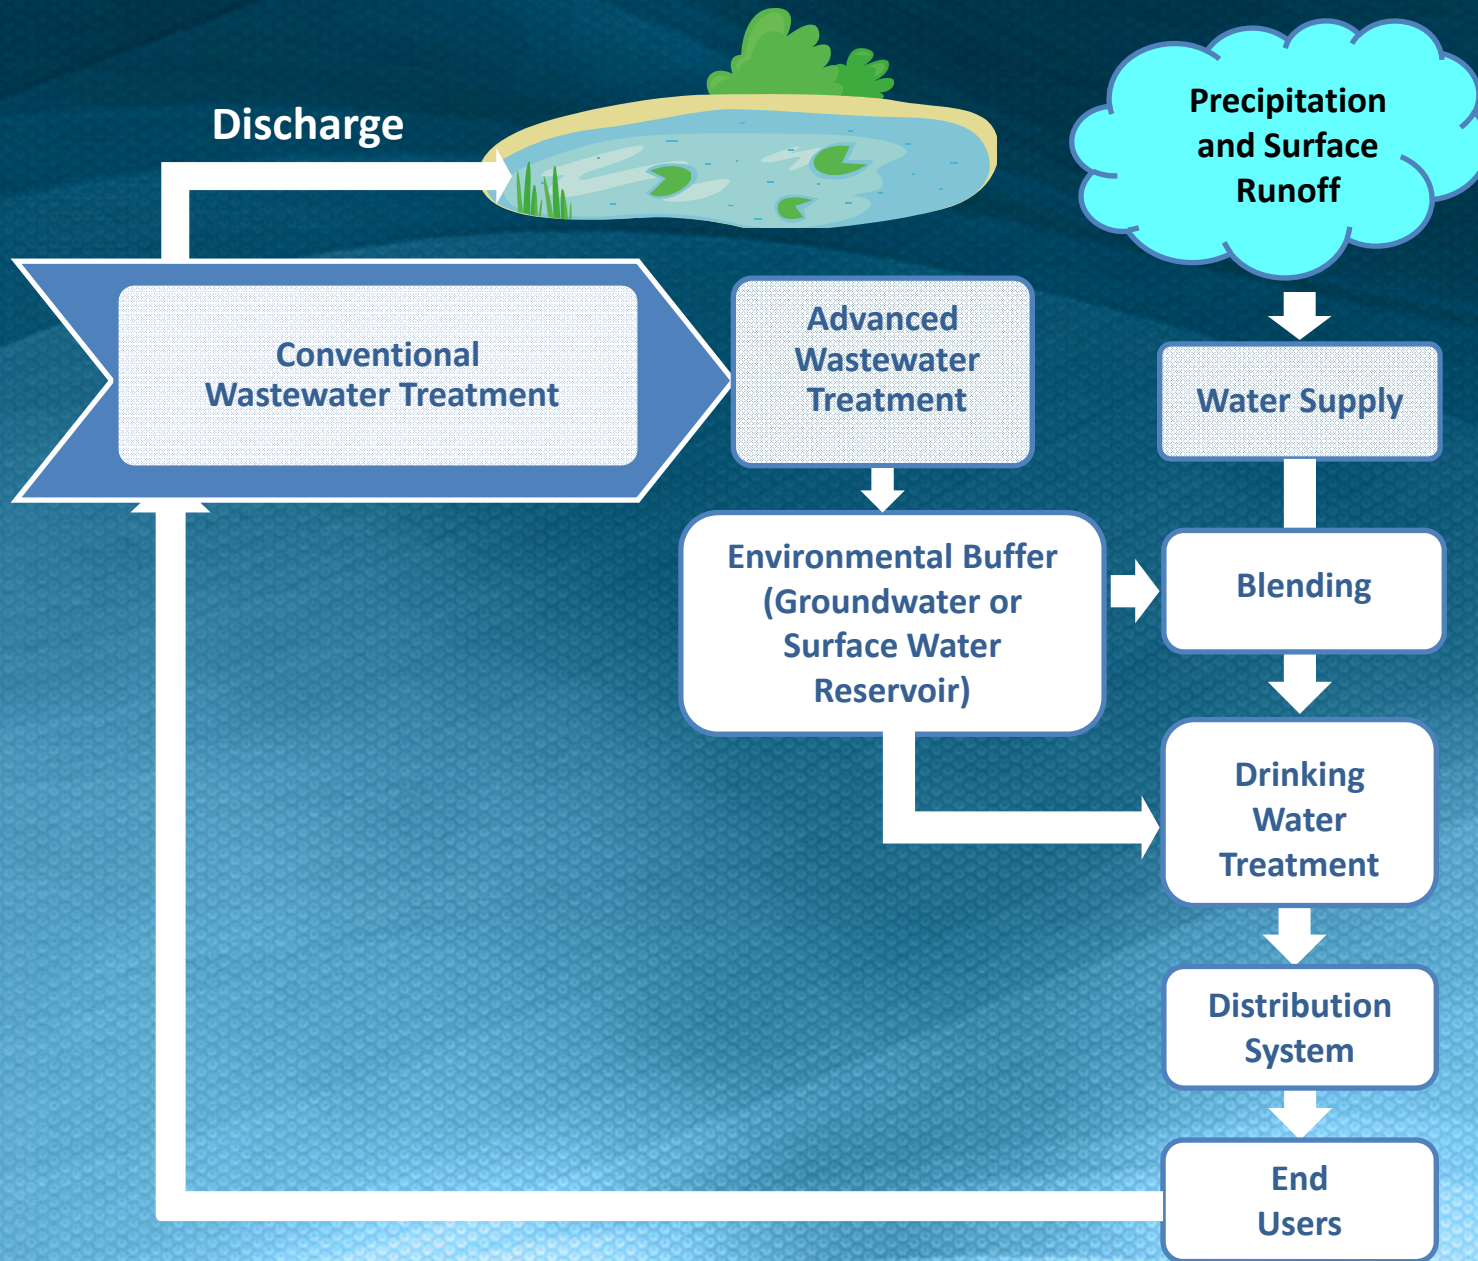 Discharge
Precipitation
and Surface
Runoff
Conventional
Wastewater Treatment
Advanced
Wastewater
Treatment
Water Supply
Environmental Buffer
(Groundwater or
Surface Water
Reservoir)
Blending
Drinking
Water
Treatment
Distribution
System
End
Users